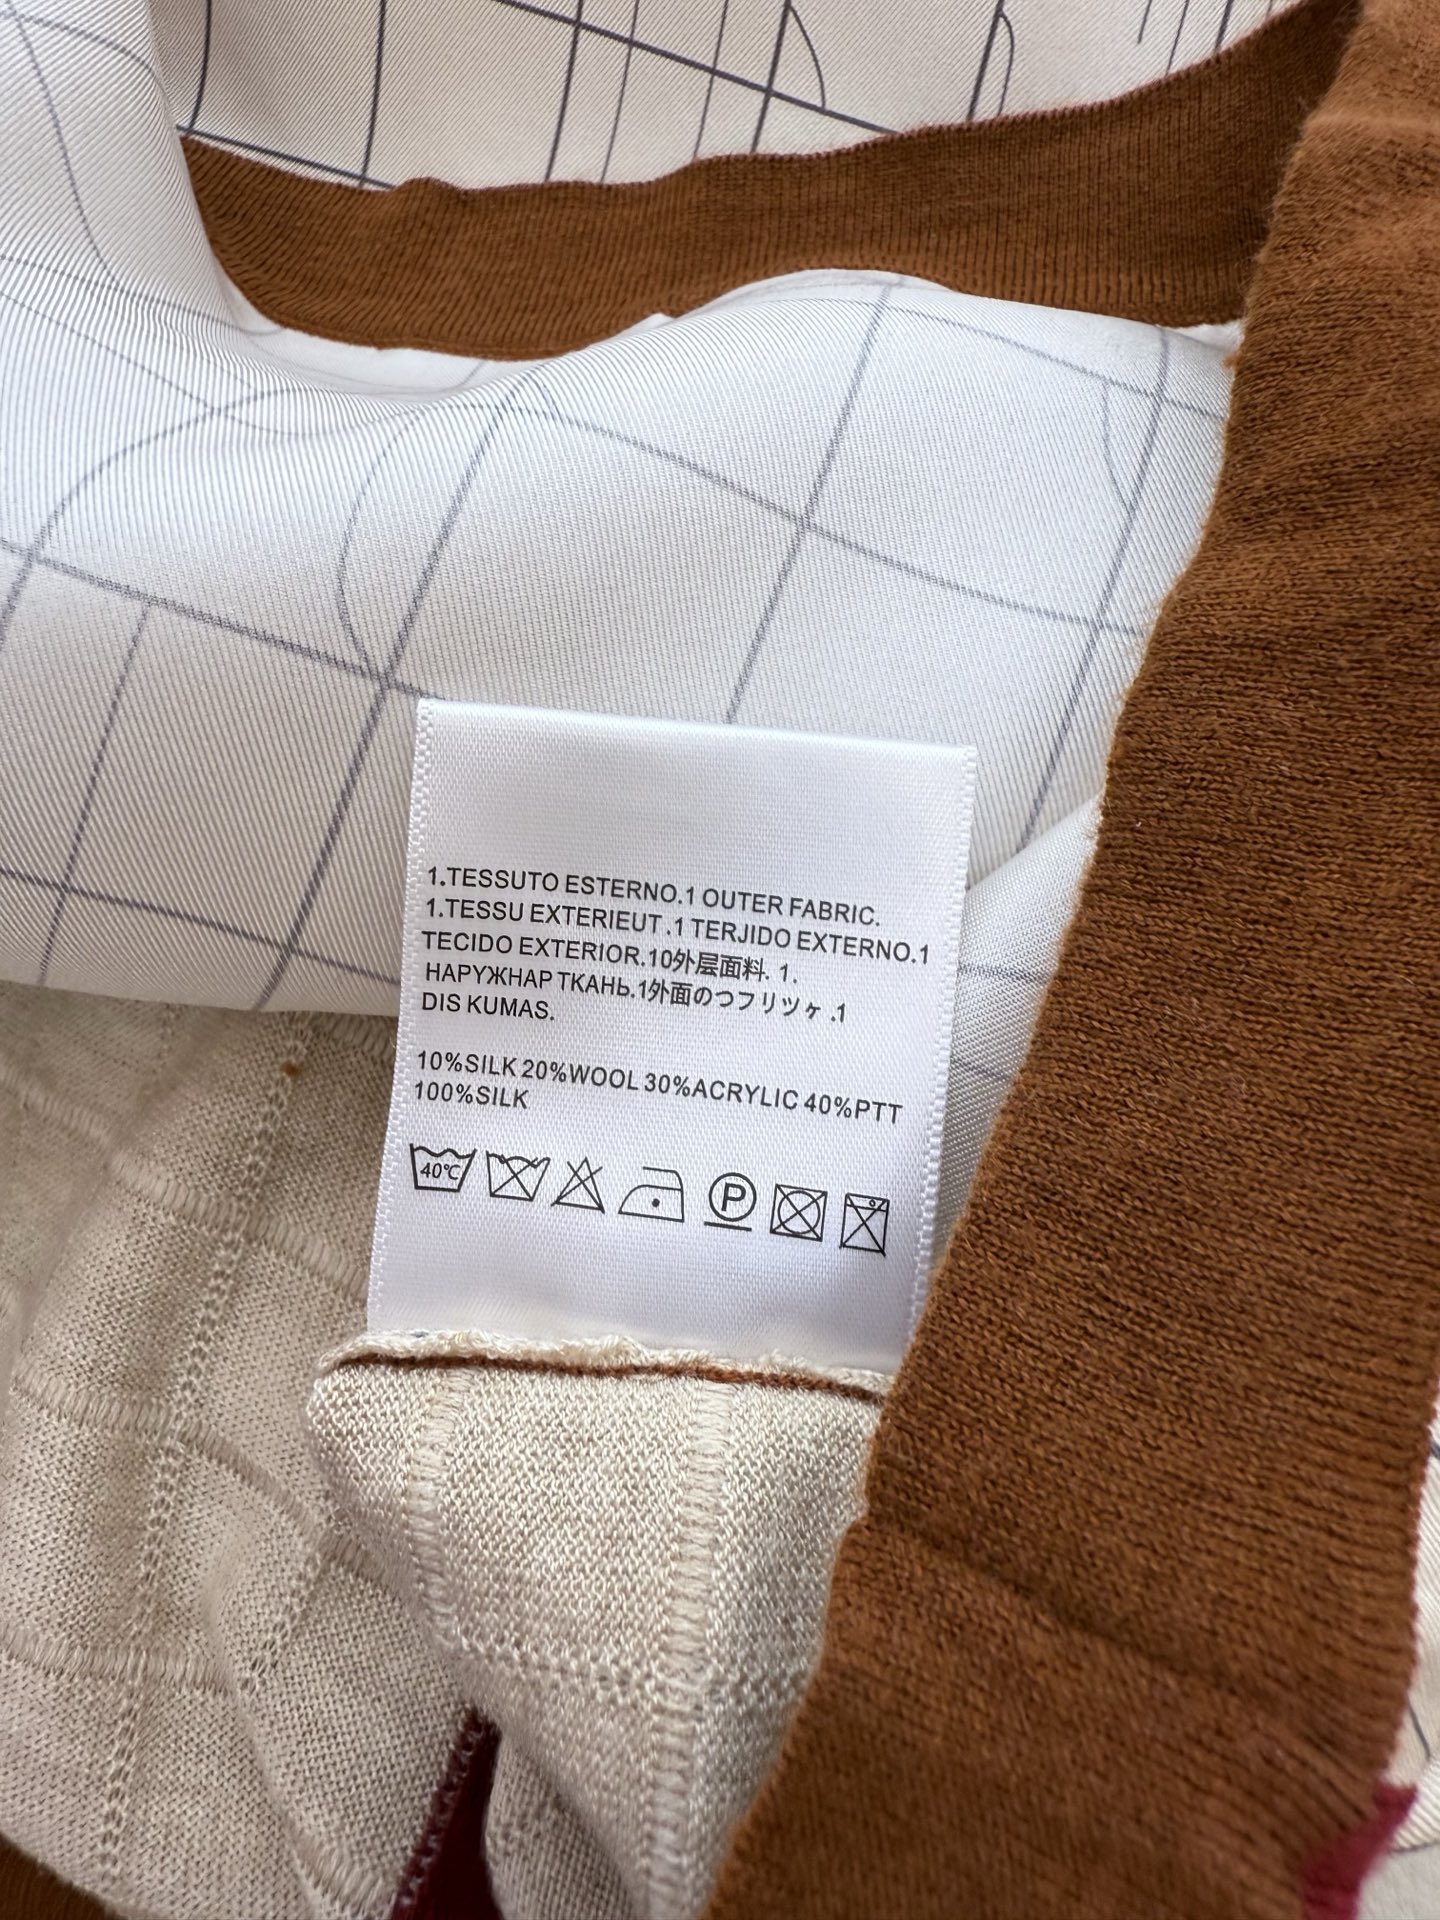 1.TESSUTO ESTERNO.1 OUTER FABRIC.
1.TESSU EXTERIEUT .1 TERJIDO EXTERNO.1
TECIDO EXTERIOR.10外层面料. 1.
НАРУЖНАР ТКАНЬ.1外面のつフリツヶ .1
DIS KUMAS.
10%SILK 20%WOOL 30%ACRYLIC 40%PTT
100%SILK
40℃ P